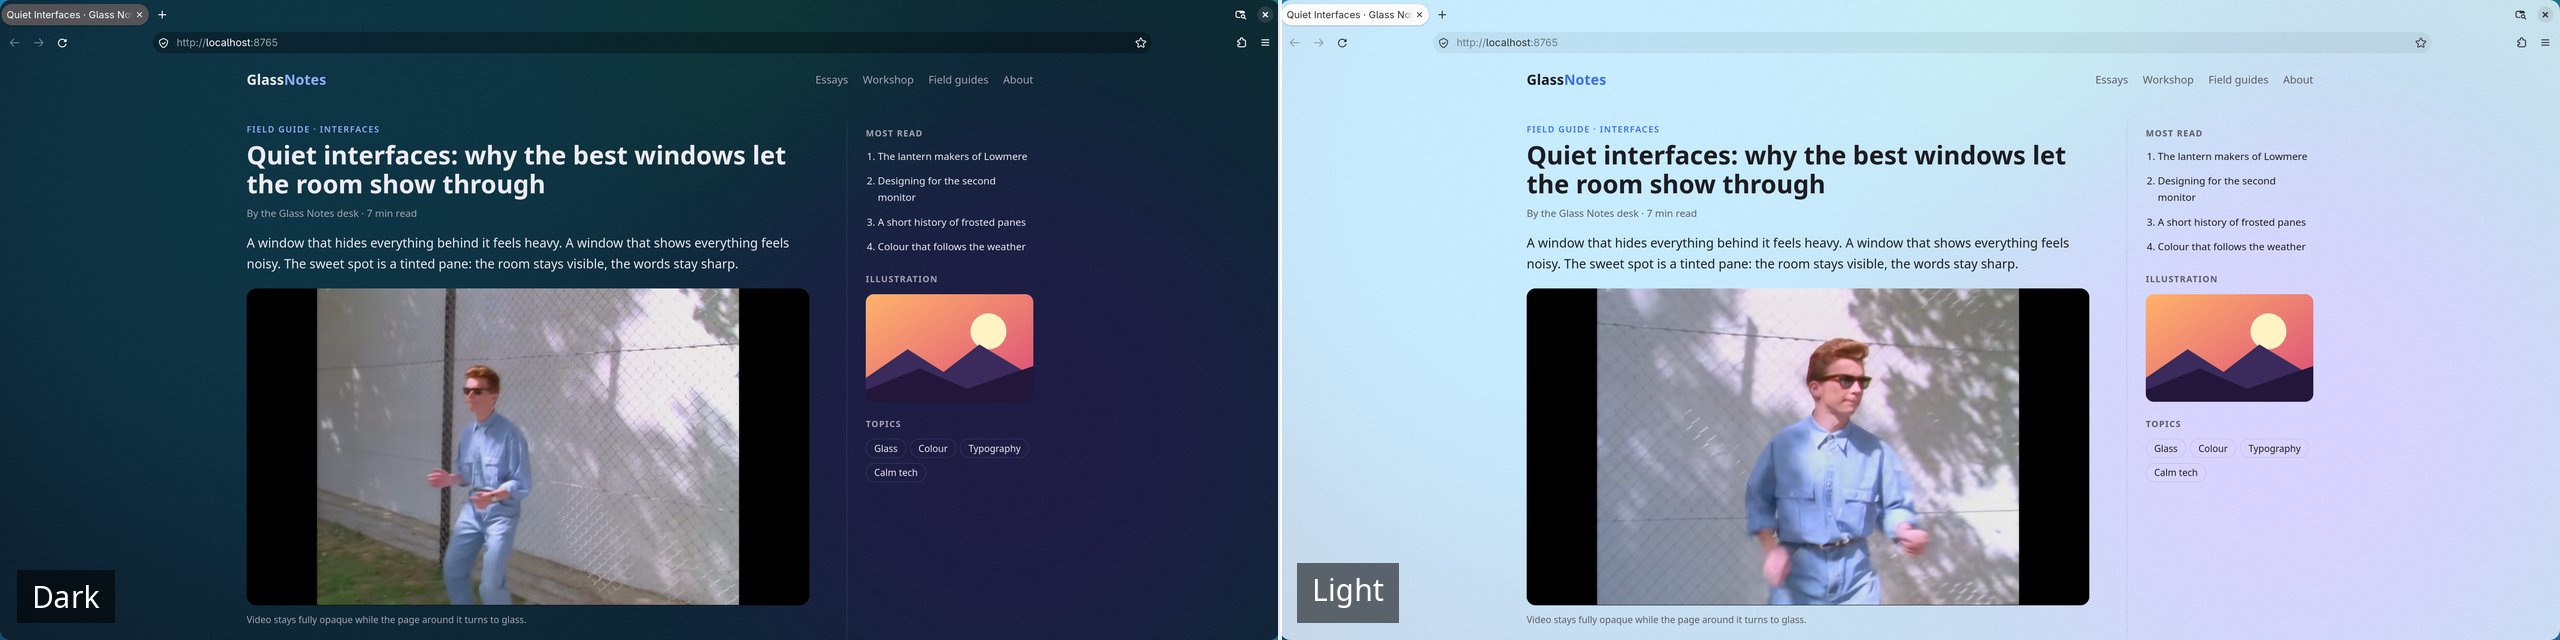 Quiet Interfaces · Glass No
http://localhost:8765
GlassNotes
Essays Workshop Field guides About
FIELD GUIDE · INTERFACES
Quiet interfaces: why the best windows let
the room show through
By the Glass Notes desk · 7 min read
A window that hides everything behind it feels heavy. A window that shows everything feels
noisy. The sweet spot is a tinted pane: the room stays visible, the words stay sharp.
Video stays fully opaque while the page around it turns to glass.
MOST READ
1. The lantern makers of Lowmere
2. Designing for the second
monitor
3. A short history of frosted panes
4. Colour that follows the weather
ILLUSTRATION
TOPICS
Glass Colour Typography
Calm tech
Dark
Quiet Interfaces · Glass No
http://localhost:8765
GlassNotes
Essays Workshop Field guides About
FIELD GUIDE · INTERFACES
Quiet interfaces: why the best windows let
the room show through
By the Glass Notes desk · 7 min read
A window that hides everything behind it feels heavy. A window that shows everything feels
noisy. The sweet spot is a tinted pane: the room stays visible, the words stay sharp.
Video stays fully opaque while the page around it turns to glass.
MOST READ
1. The lantern makers of Lowmere
2. Designing for the second
monitor
3. A short history of frosted panes
4. Colour that follows the weather
ILLUSTRATION
TOPICS
Glass Colour Typography
Calm tech
Light